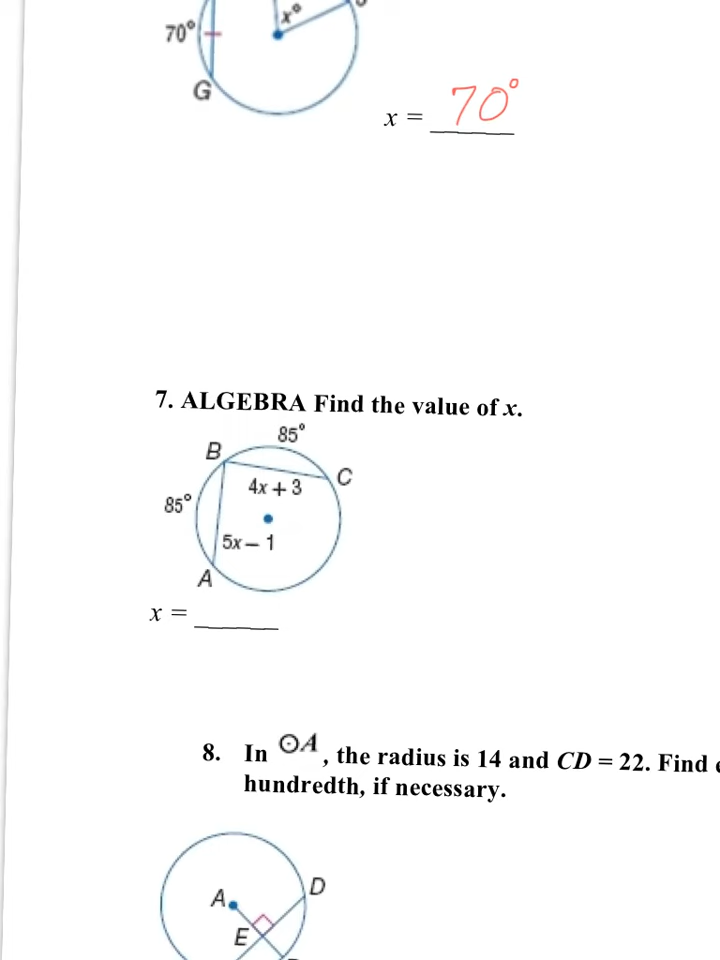 70°
x°
G
x = 70°
7. ALGEBRA Find the value of x.
85°
B
C
4x + 3
85°
5x – 1
A
x =
8. In ⊙A, the radius is 14 and CD = 22. Find
hundredth, if necessary.
D
A
E